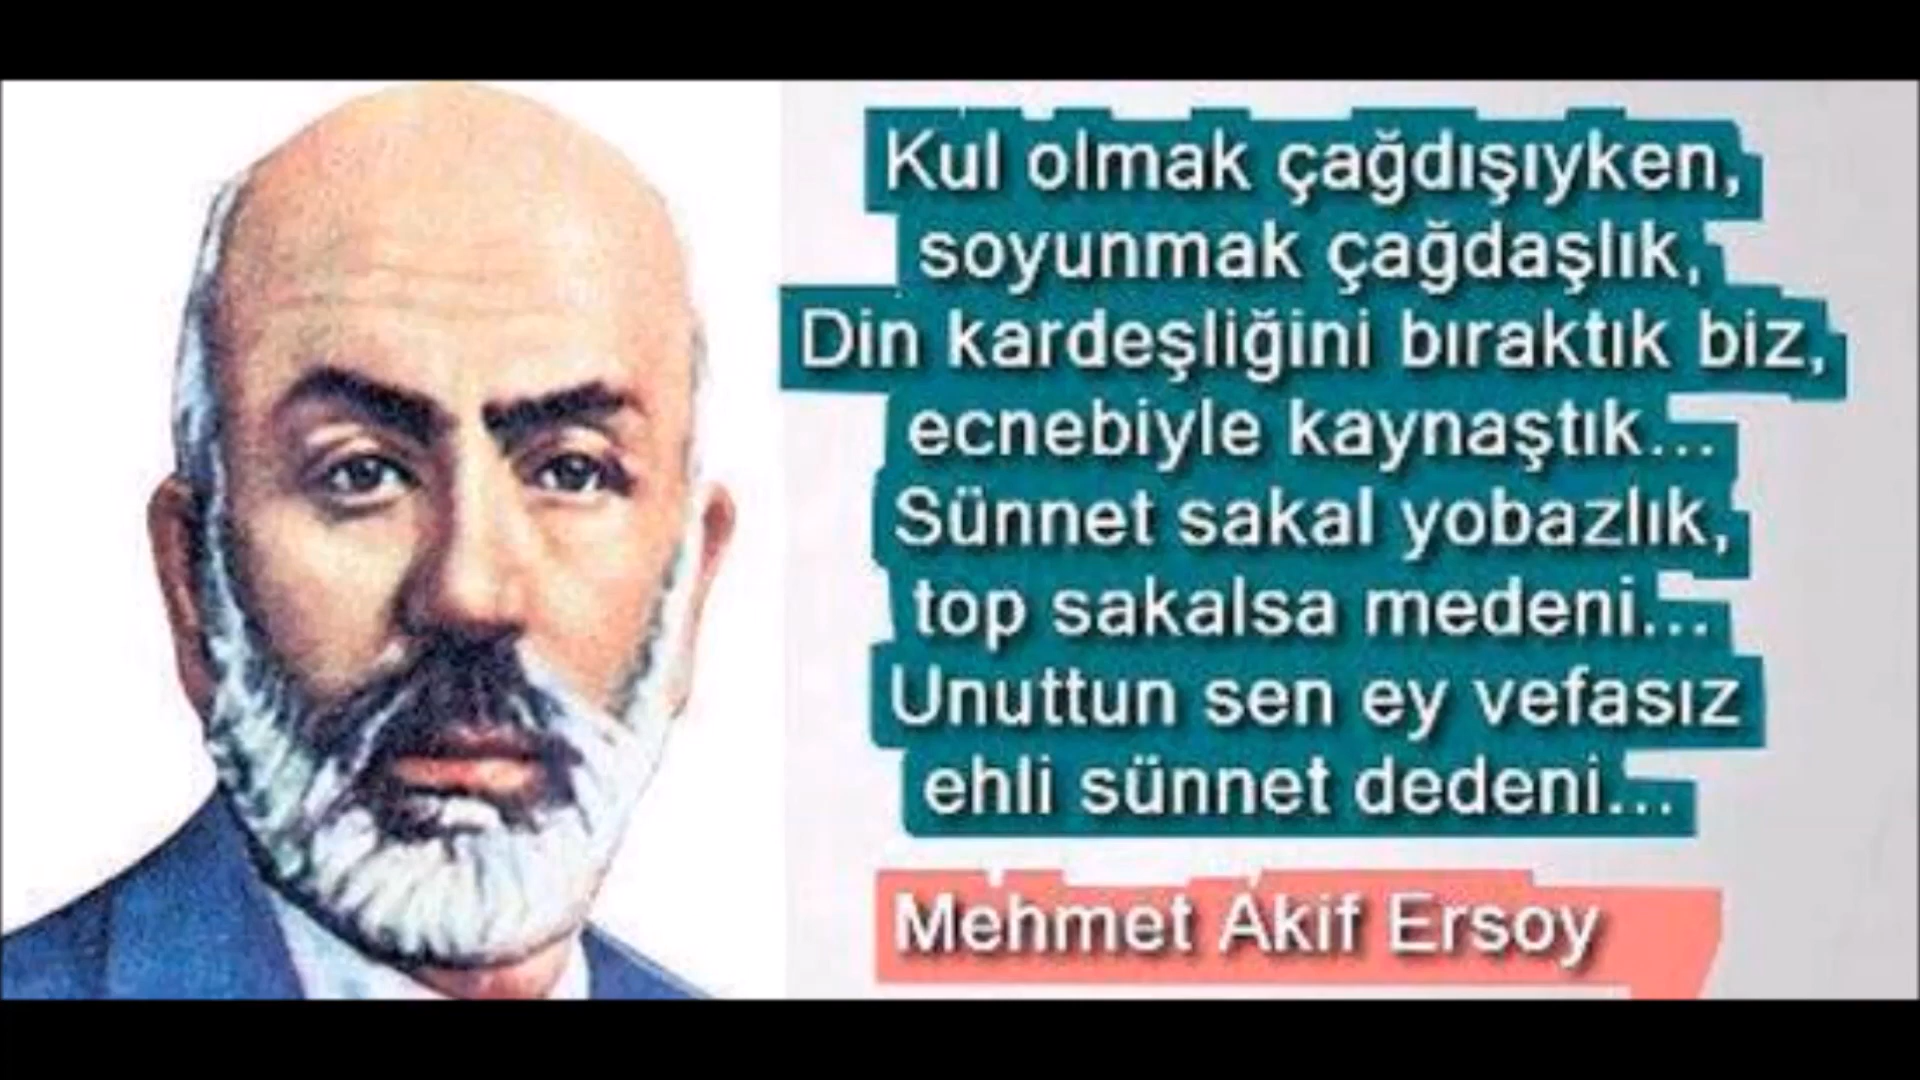 Kul olmak çağdışıyken,
soyunmak çağdaşlık,
Din kardeşliğini bıraktık biz,
ecnebiyle kaynaştık...
Sünnet sakal yobazlık,
top sakalsa medeni...
Unuttun sen ey vefasız
ehli sünnet dedeni...
Mehmet Akif Ersoy